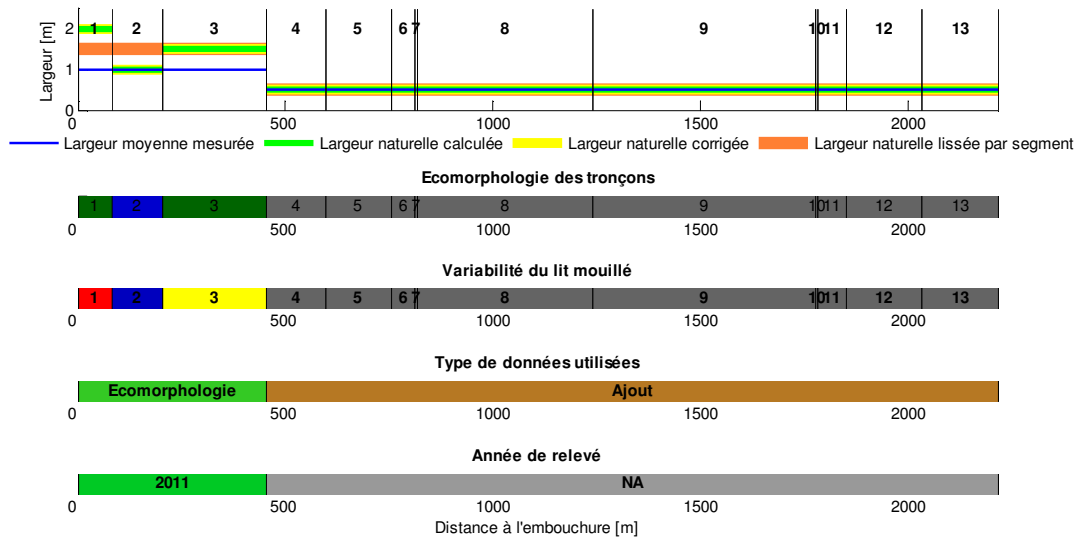 Largeur [m]
2
1
0
1 2 3 4 5 6 7 8 9 10 11 12 13
500 1000 1500 2000
Largeur moyenne mesurée Largeur naturelle calculée Largeur naturelle corrigée Largeur naturelle lissée par segment
Ecomorphologie des tronçons
1 2 3 4 5 6 7 8 9 10 11 12 13
0 500 1000 1500 2000
Variabilité du lit mouillé
1 2 3 4 5 6 7 8 9 10 11 12 13
0 500 1000 1500 2000
Type de données utilisées
Ecomorphologie Ajout
0 500 1000 1500 2000
Année de relevé
2011 NA
0 500 1000 1500 2000
Distance à l'embouchure [m]